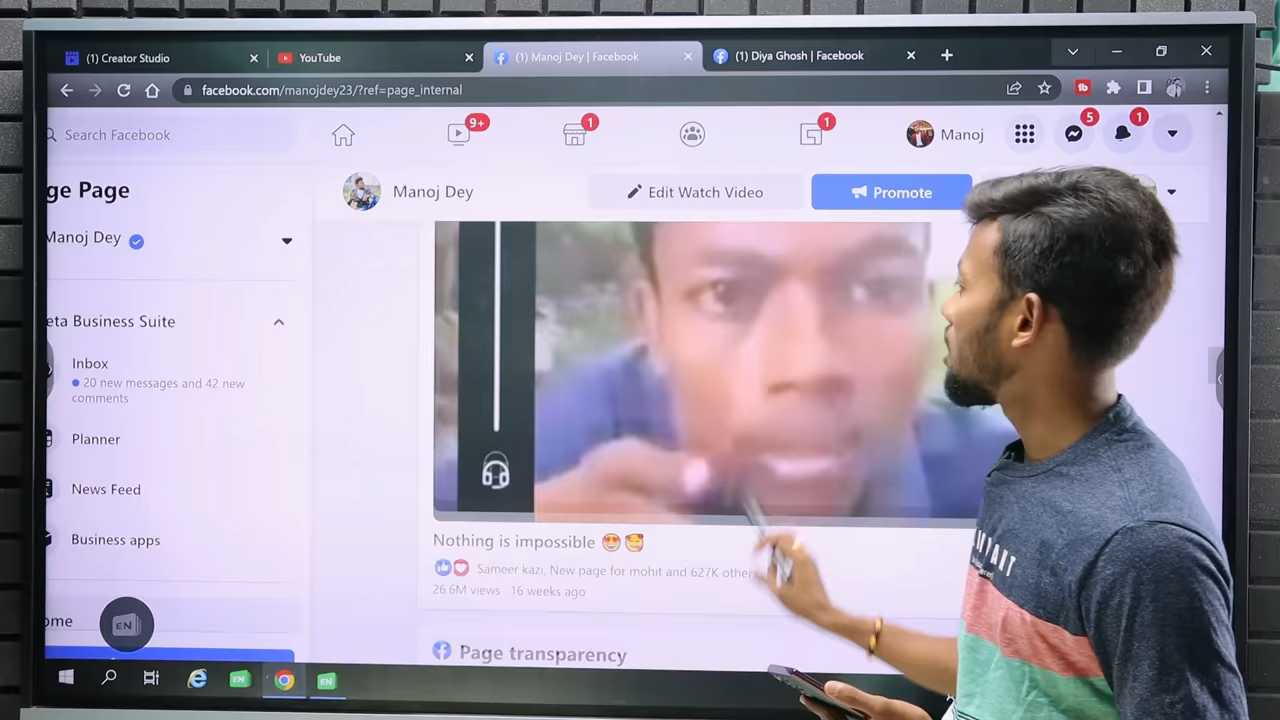 (1) Creator Studio
YouTube
(1) Manoj Dey | Facebook
(1) Diya Ghosh | Facebook
facebook.com/manojdey23/?ref=page_internal
Search Facebook
9+
1
1
Manoj
5
1
ge Page
Manoj Dey
Edit Watch Video
Promote
Manoj Dey
eta Business Suite
Inbox
20 new messages and 42 new
comments
Planner
News Feed
Business apps
ome
EN
Nothing is impossible 😍🥰
Sameer kazi, New page for mohit and 627K othe
26.6M views 16 weeks ago
Page transparency
EN
EN